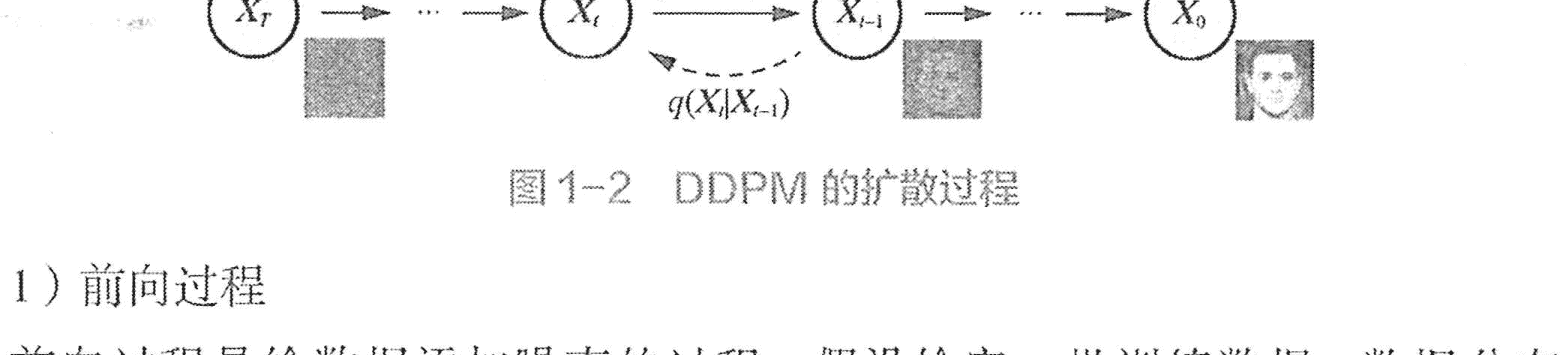 X_T ... X_t X_{t-1} ... X_0
q(X_t|X_{t-1})
图 1-2 DDPM 的扩散过程
1）前向过程